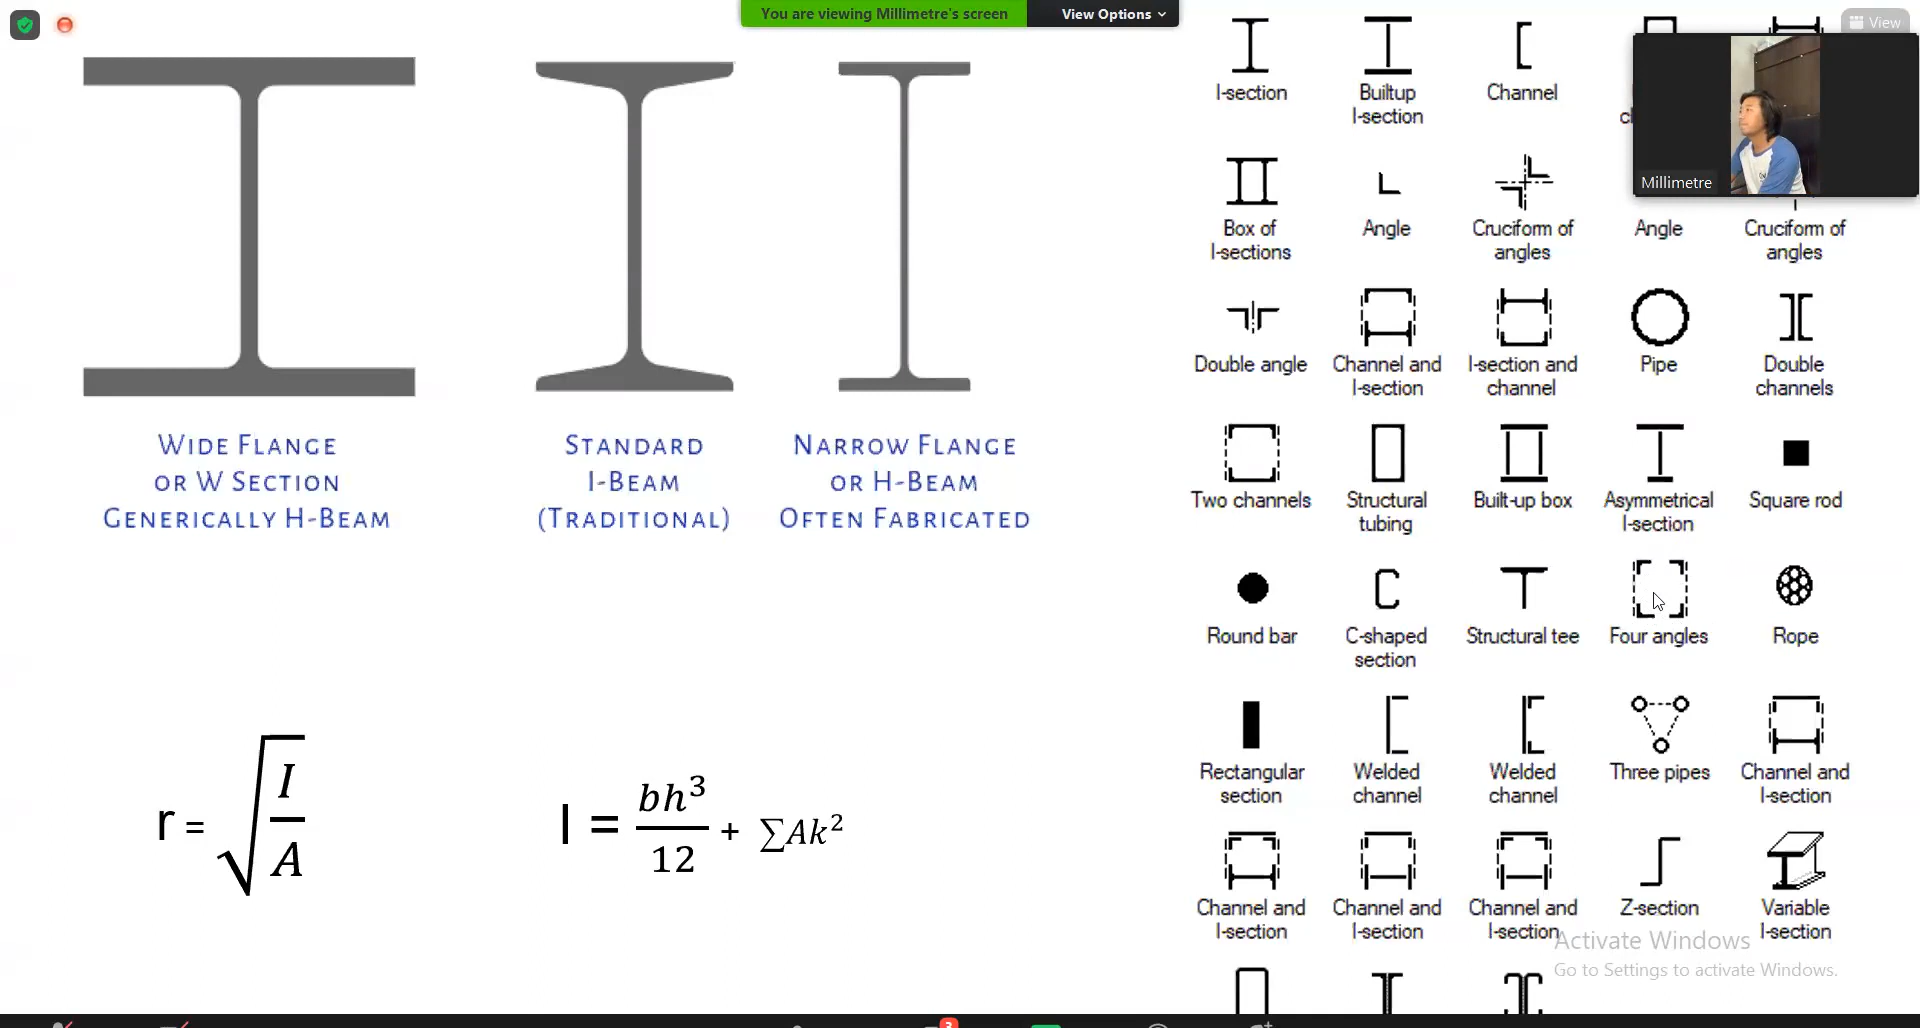 You are viewing Millimetre's screen
View Options
View
Millimetre
WIDE FLANGE
OR W SECTION
GENERICALLY H-BEAM
STANDARD
I-BEAM
(TRADITIONAL)
NARROW FLANGE
OR H-BEAM
OFTEN FABRICATED
r = √(I/A)
I = bh³/12 + ∑Ak²
I-section
Builtup
I-section
Channel
Box of
I-sections
Angle
Cruciform of
angles
Angle
Cruciform of
angles
Double angle
Channel and
I-section
I-section and
channel
Pipe
Double
channels
Two channels
Structural
tubing
Built-up box
Asymmetrical
I-section
Square rod
Round bar
C-shaped
section
Structural tee
Four angles
Rope
Rectangular
section
Welded
channel
Welded
channel
Three pipes
Channel and
I-section
Channel and
I-section
Channel and
I-section
Channel and
I-section
Z-section
Variable
I-section
Activate Windows
Go to Settings to activate Windows.
3